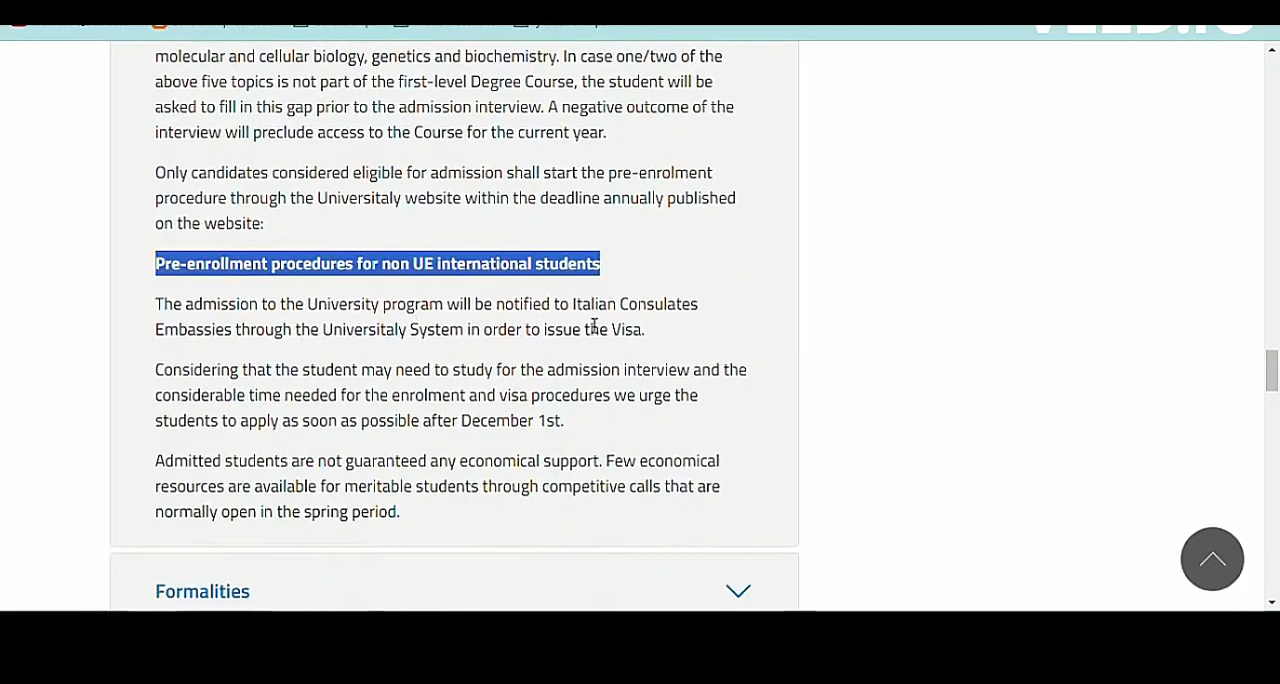 molecular and cellular biology, genetics and biochemistry. In case one/two of the
above five topics is not part of the first-level Degree Course, the student will be
asked to fill in this gap prior to the admission interview. A negative outcome of the
interview will preclude access to the Course for the current year.
Only candidates considered eligible for admission shall start the pre-enrolment
procedure through the Universitaly website within the deadline annually published
on the website:
Pre-enrollment procedures for non UE international students
The admission to the University program will be notified to Italian Consulates
Embassies through the Universitaly System in order to issue the Visa.
Considering that the student may need to study for the admission interview and the
considerable time needed for the enrolment and visa procedures we urge the
students to apply as soon as possible after December 1st.
Admitted students are not guaranteed any economical support. Few economical
resources are available for meritable students through competitive calls that are
normally open in the spring period.
Formalities